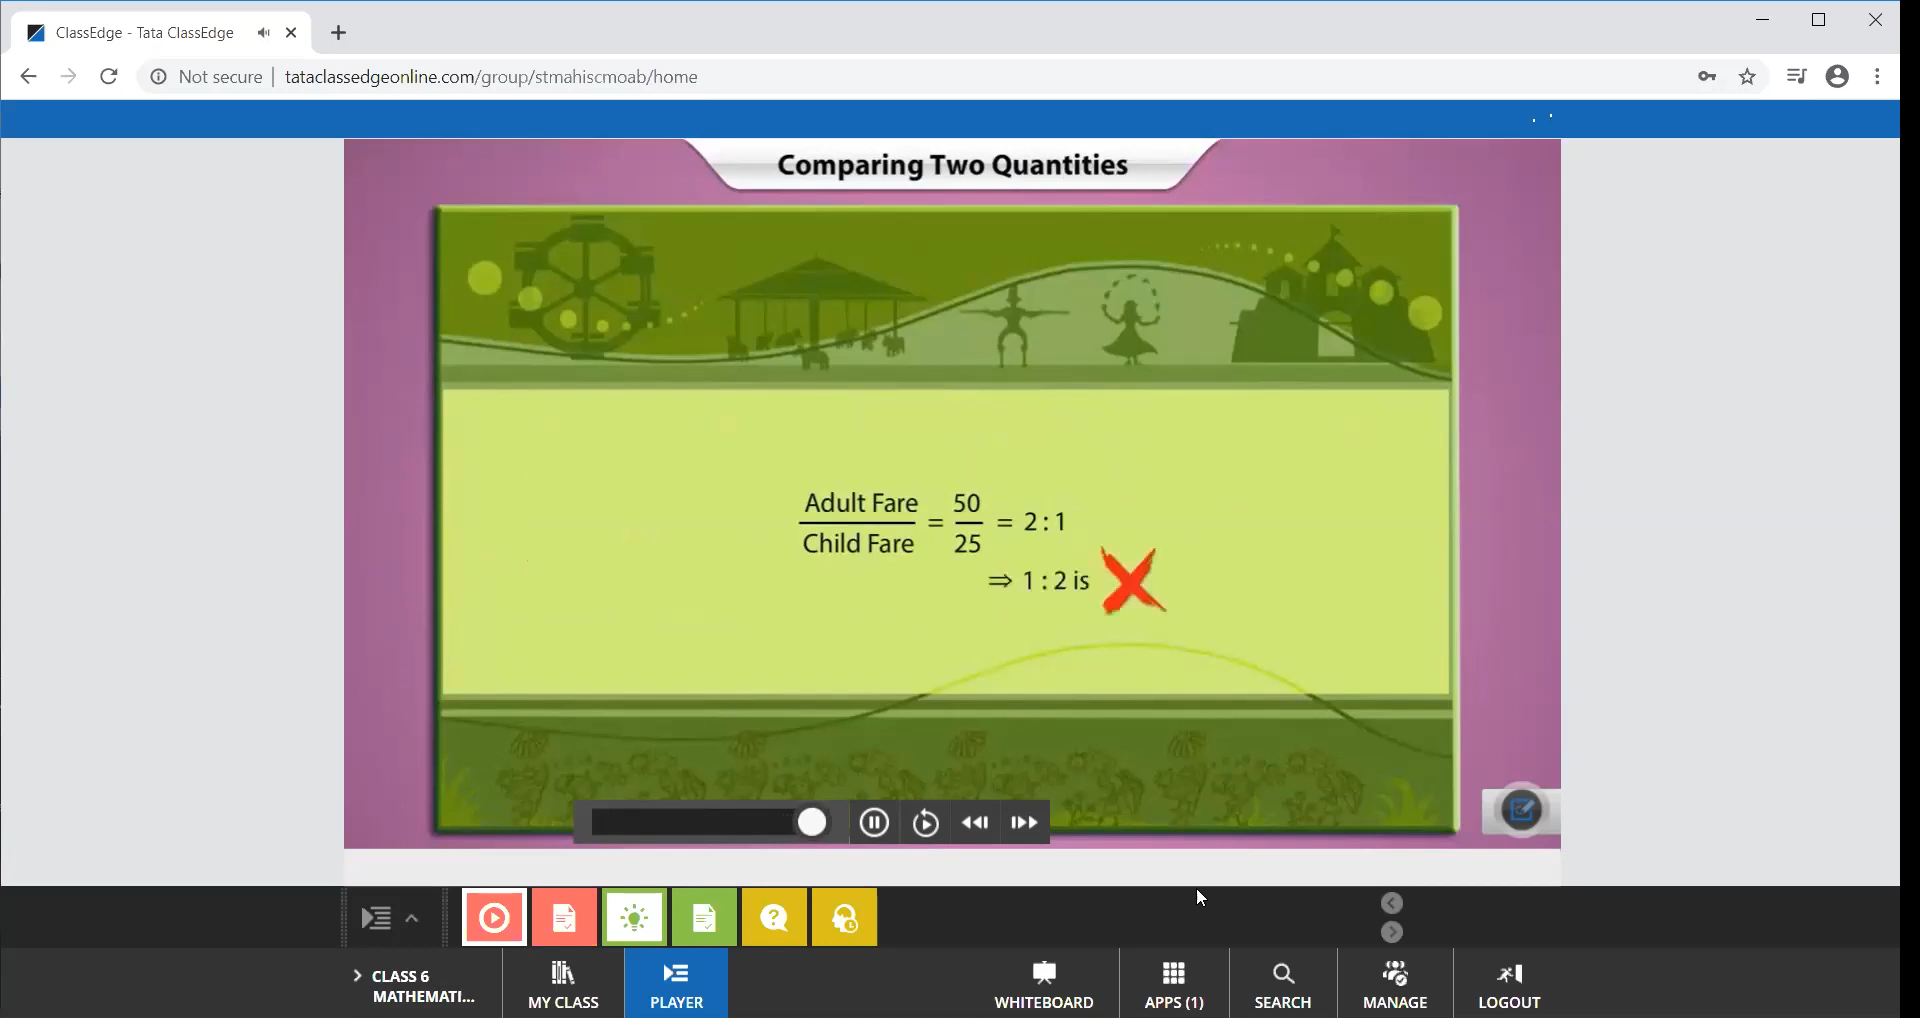 ClassEdge - Tata ClassEdge
Not secure | tataclassedgeonline.com/group/stmahiscmoab/home
Comparing Two Quantities
Adult Fare / Child Fare = 50 / 25 = 2 : 1
⇒ 1 : 2 is
CLASS 6
MATHEMATI...
MY CLASS
PLAYER
WHITEBOARD
APPS (1)
SEARCH
MANAGE
LOGOUT